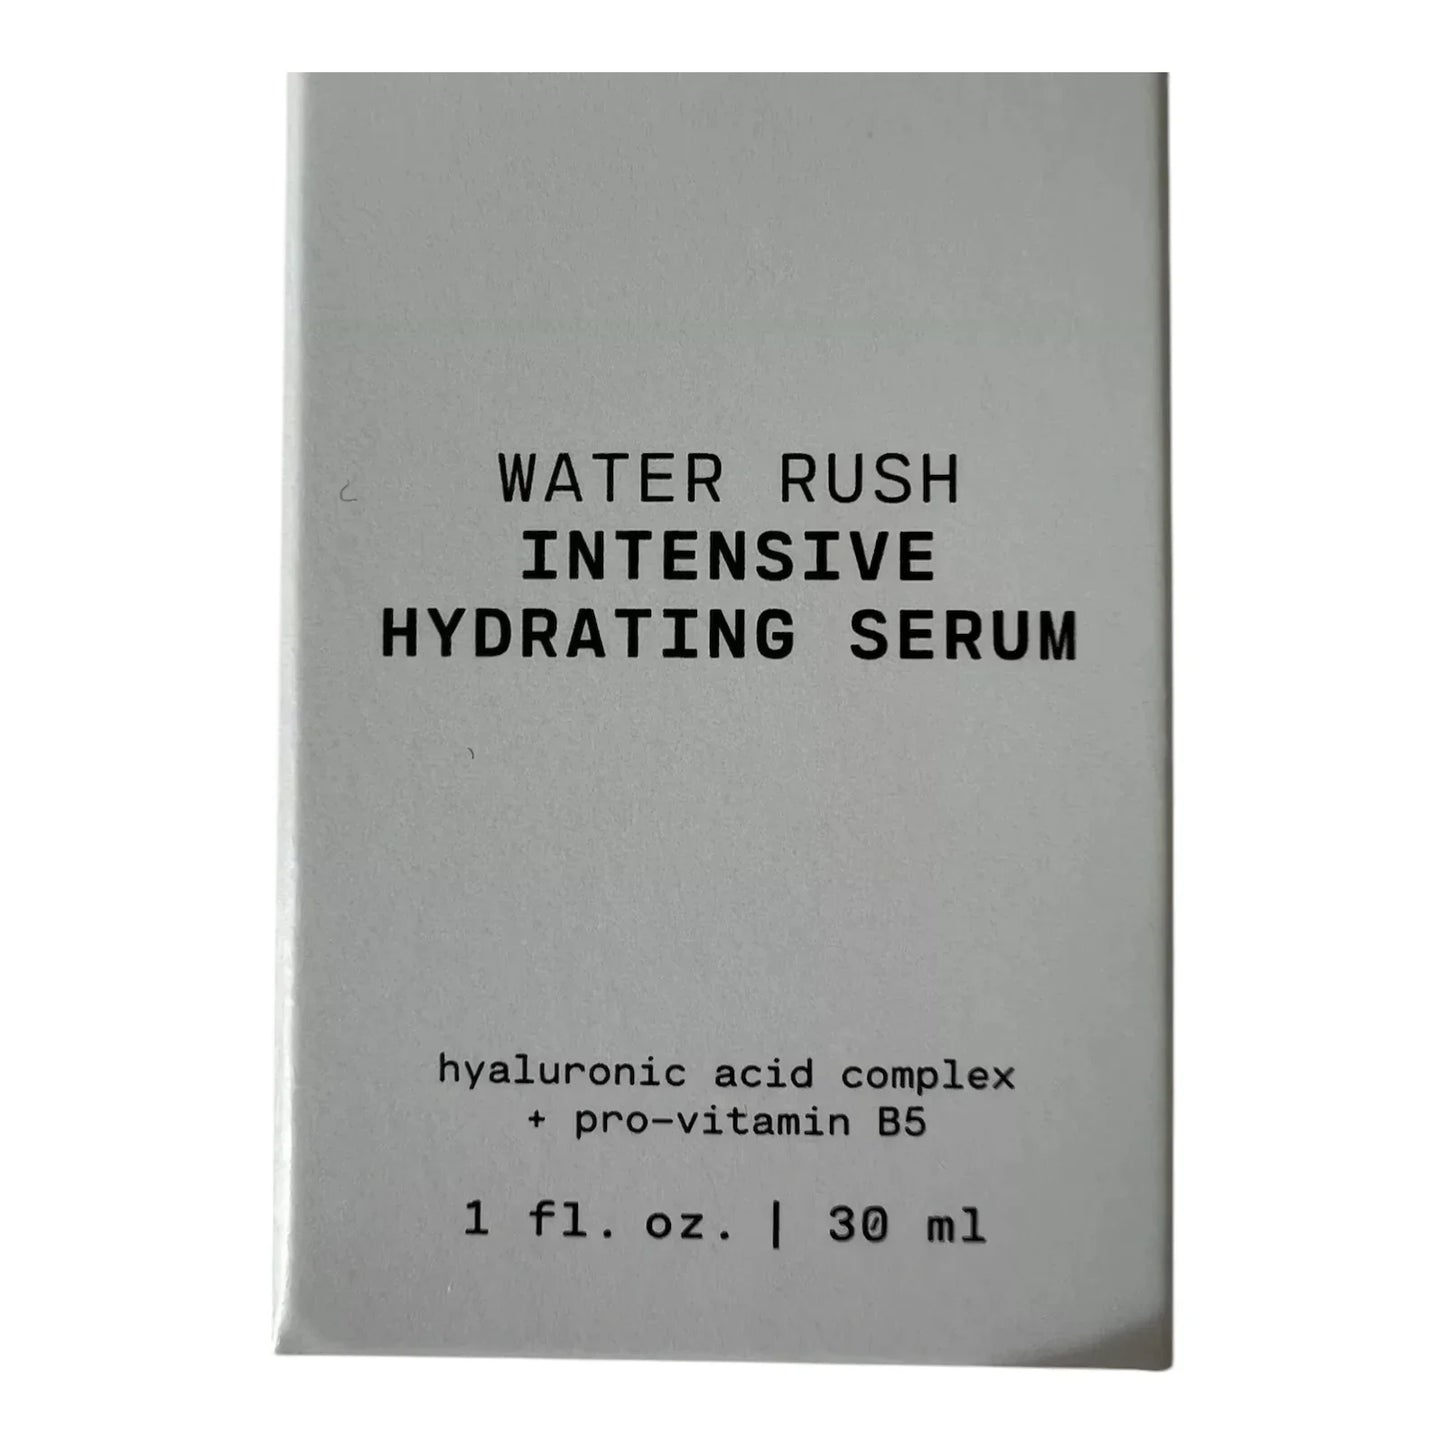 WATER RUSH
INTENSIVE
HYDRATING SERUM
hyaluronic acid complex
+ pro-vitamin B5
1 fl. oz. | 30 ml